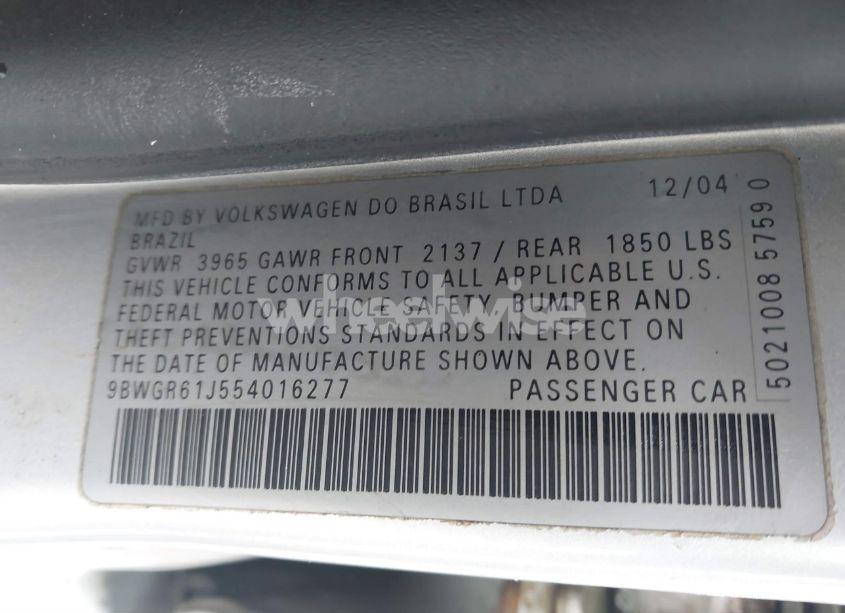 MFD BY VOLKSWAGEN DO BRASIL LTDA 12/04
BRAZIL
GVWR 3965 GAWR FRONT 2137 / REAR 1850 LBS
THIS VEHICLE CONFORMS TO ALL APPLICABLE U.S.
FEDERAL MOTOR VEHICLE SAFETY, BUMPER AND
THEFT PREVENTIONS STANDARDS IN EFFECT ON
THE DATE OF MANUFACTURE SHOWN ABOVE.
9BWGR61J554016277 PASSENGER CAR
5021008 5759 0
wheelwise